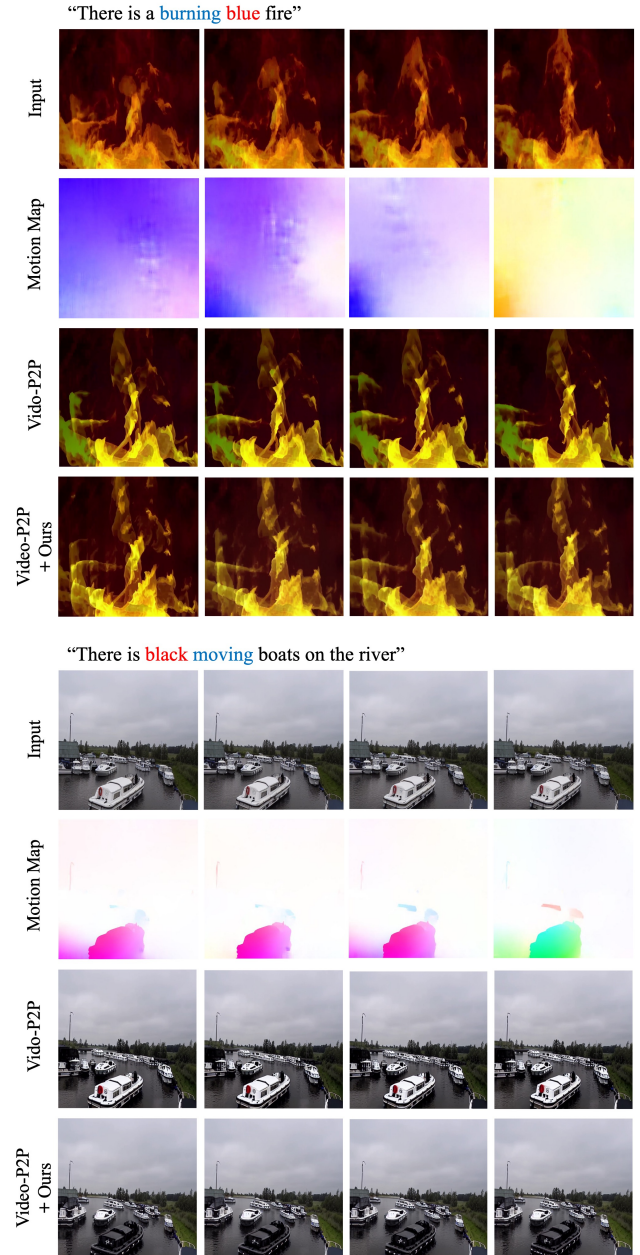 “There is a burning blue fire”
Input
Motion Map
Vido-P2P
Video-P2P
+ Ours
“There is black moving boats on the river”
Input
Motion Map
Vido-P2P
Video-P2P
+ Ours